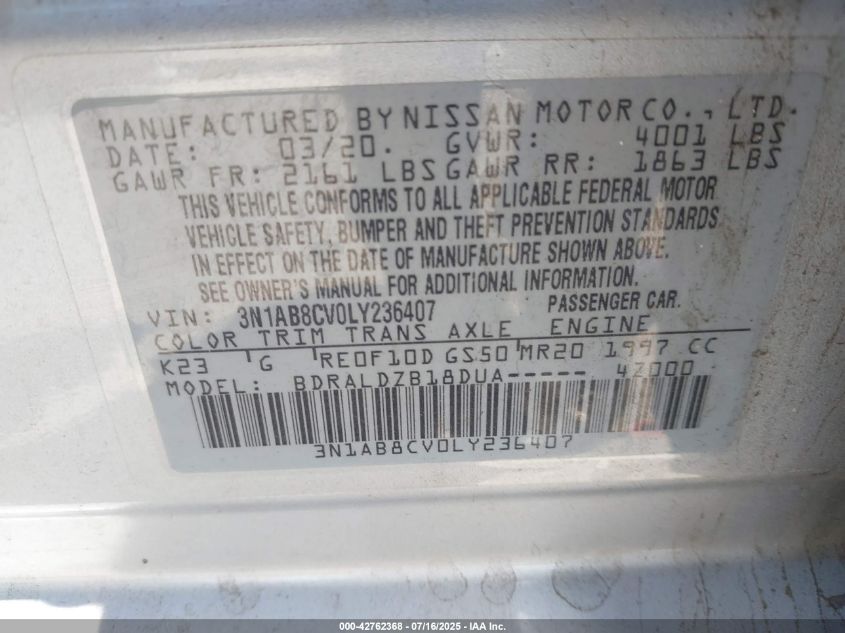 MANUFACTURED BY NISSAN MOTOR CO., LTD.
DATE: 03/20. GVWR: 4001 LBS
GAWR FR: 2161 LBS GAWR RR: 1863 LBS
THIS VEHICLE CONFORMS TO ALL APPLICABLE FEDERAL MOTOR
VEHICLE SAFETY, BUMPER AND THEFT PREVENTION STANDARDS
IN EFFECT ON THE DATE OF MANUFACTURE SHOWN ABOVE.
SEE OWNER'S MANUAL FOR ADDITIONAL INFORMATION.
VIN: 3N1AB8CV0LY236407 PASSENGER CAR.
COLOR TRIM TRANS AXLE ENGINE
K23 G RE0F10D GS50 MR20 1997 CC
MODEL: BDRALDZB18DUA----- 4Z000
3N1AB8CV0LY236407
000-42762368 - 07/16/2025 - IAA Inc.